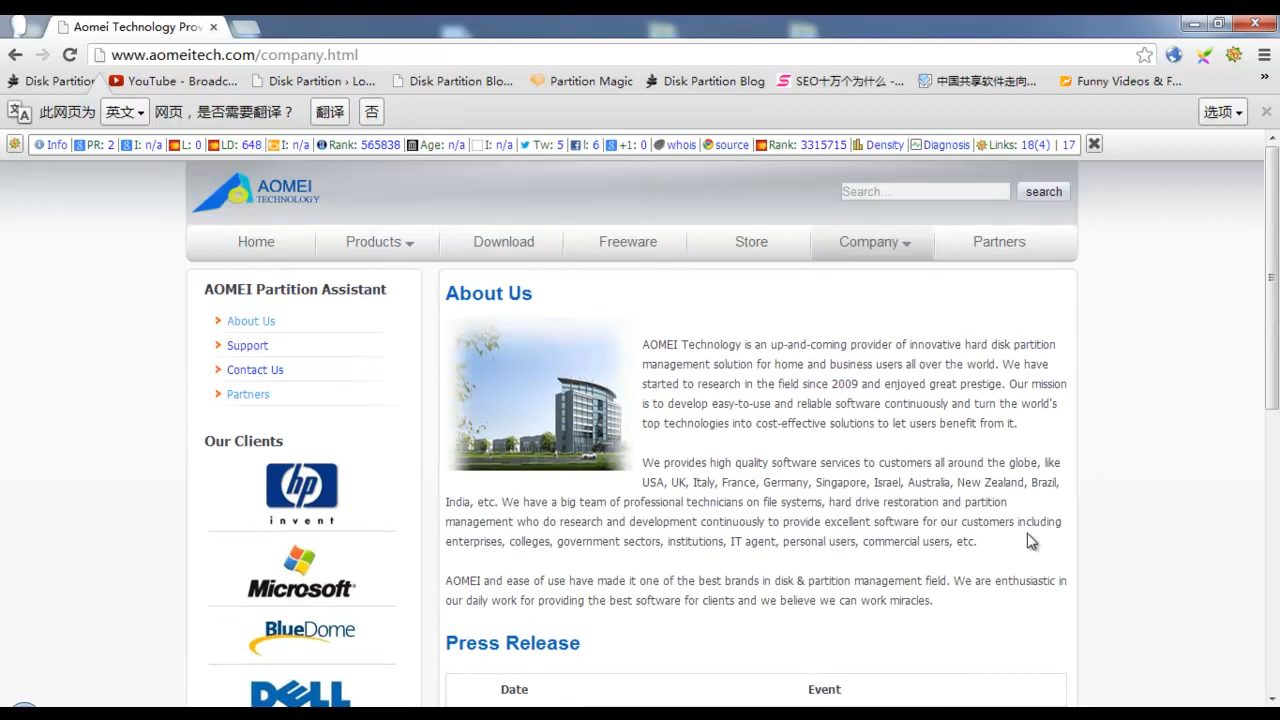 Aomei Technology Prov
www.aomeitech.com/company.html
Disk Partition YouTube - Broadc... Disk Partition › Lo... Disk Partition Blo... Partition Magic Disk Partition Blog SEO十万个为什么 -... 中国共享软件走向... Funny Videos & F... »
此网页为 英文 网页，是否需要翻译？ 翻译 否 选项
Info PR: 2 I: n/a L: 0 LD: 648 I: n/a Rank: 565838 Age: n/a I: n/a Tw: 5 l: 6 +1: 0 whois source Rank: 3315715 Density Diagnosis Links: 18(4) | 17
AOMEI
TECHNOLOGY
Search... search
Home Products Download Freeware Store Company Partners
AOMEI Partition Assistant
About Us
Support
Contact Us
Partners
Our Clients
hp
invent
Microsoft
BlueDome
DELL
About Us
AOMEI Technology is an up-and-coming provider of innovative hard disk partition
management solution for home and business users all over the world. We have
started to research in the field since 2009 and enjoyed great prestige. Our mission
is to develop easy-to-use and reliable software continuously and turn the world's
top technologies into cost-effective solutions to let users benefit from it.
We provides high quality software services to customers all around the globe, like
USA, UK, Italy, France, Germany, Singapore, Israel, Australia, New Zealand, Brazil,
India, etc. We have a big team of professional technicians on file systems, hard drive restoration and partition
management who do research and development continuously to provide excellent software for our customers including
enterprises, colleges, government sectors, institutions, IT agent, personal users, commercial users, etc.
AOMEI and ease of use have made it one of the best brands in disk & partition management field. We are enthusiastic in
our daily work for providing the best software for clients and we believe we can work miracles.
Press Release
Date Event